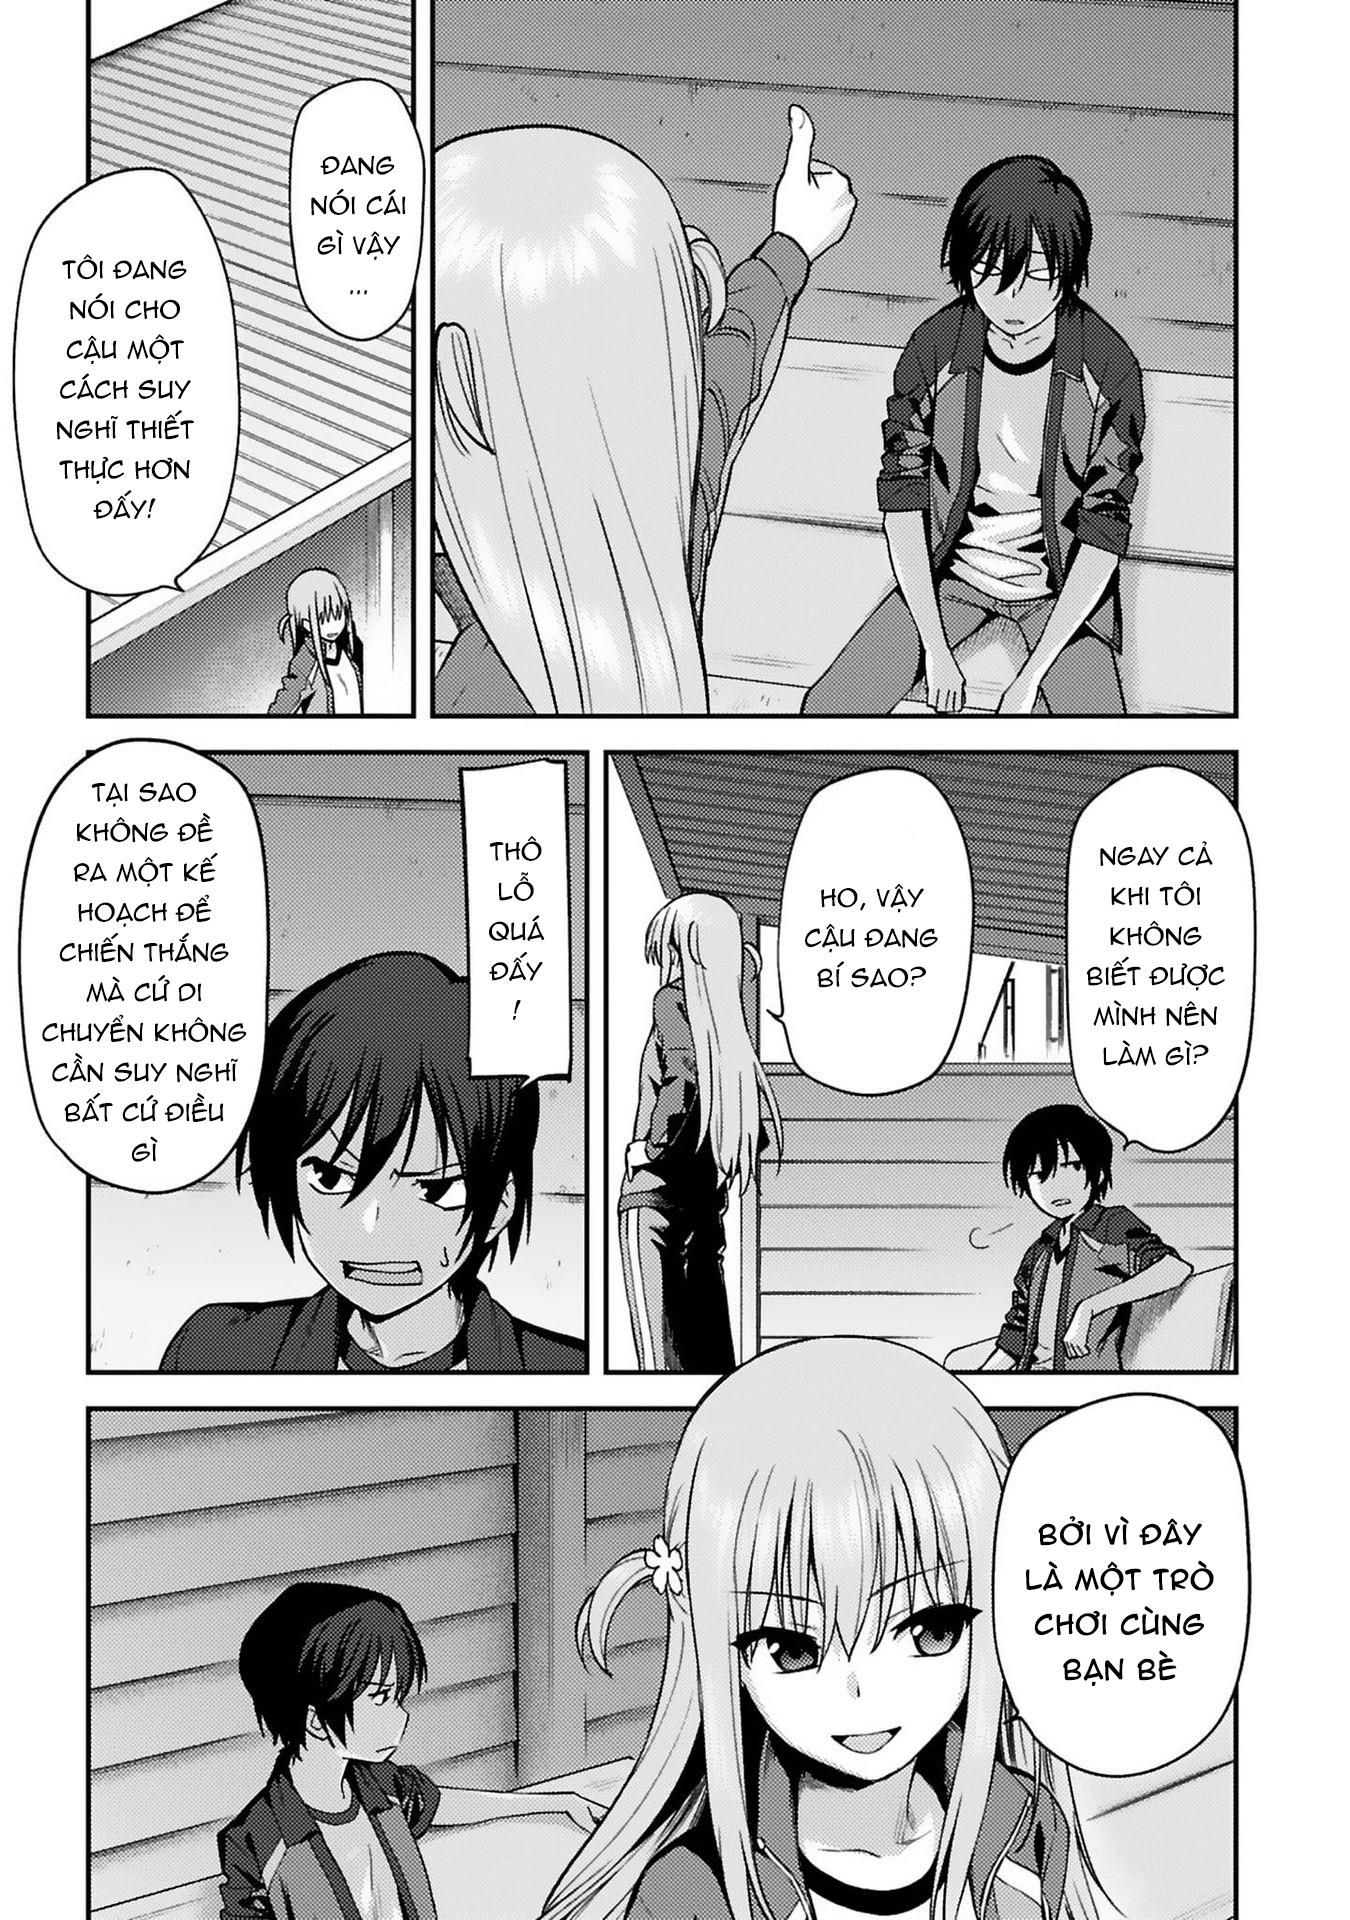 ĐANG
NÓI CÁI
GÌ VẬY
...
TÔI ĐANG
NÓI CHO
CẬU MỘT
CÁCH SUY
NGHĨ THIẾT
THỰC HƠN
ĐẤY!
NGAY CẢ
KHI TÔI
KHÔNG
BIẾT ĐƯỢC
MÌNH NÊN
LÀM GÌ?
HO, VẬY
CẬU ĐANG
BÍ SAO?
THÔ
LỖ
QUÁ
ĐẤY
!
TẠI SAO
KHÔNG ĐỀ
RA MỘT KẾ
HOẠCH ĐỂ
CHIẾN THẮNG
MÀ CỨ DI
CHUYỂN KHÔNG
CẦN SUY NGHĨ
BẤT CỨ ĐIỀU
GÌ
BỞI VÌ ĐÂY
LÀ MỘT TRÒ
CHƠI CÙNG
BẠN BÈ